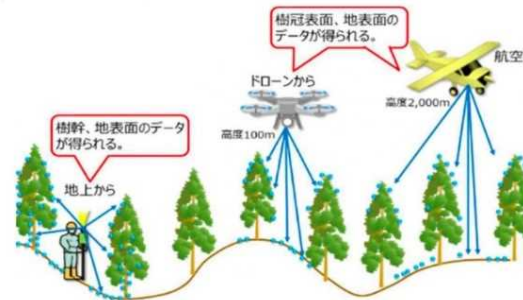 樹冠表面、地表面の
データが得られる。
航空
ドローンから
高度2,000m
高度100m
樹幹、地表面のデータ
が得られる。
地上から